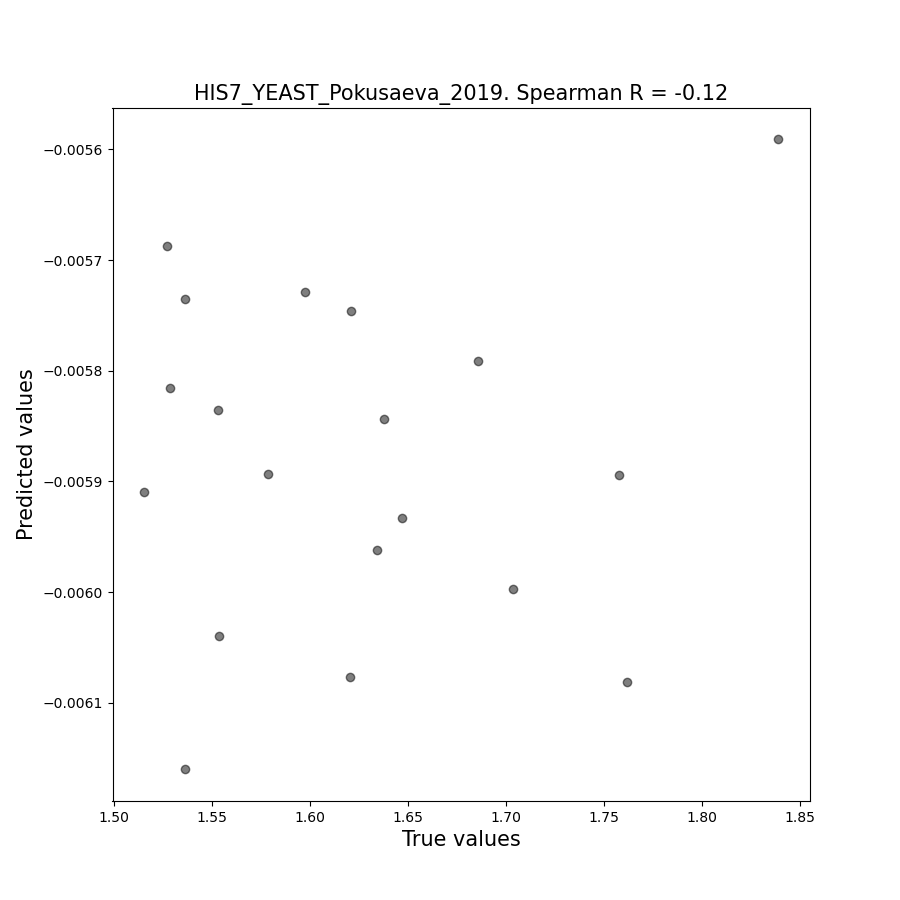 HIS7_YEAST_Pokusaeva_2019. Spearman R = -0.12
Predicted values
−0.0056
−0.0057
−0.0058
−0.0059
−0.0060
−0.0061
1.50 1.55 1.60 1.65 1.70 1.75 1.80 1.85
True values